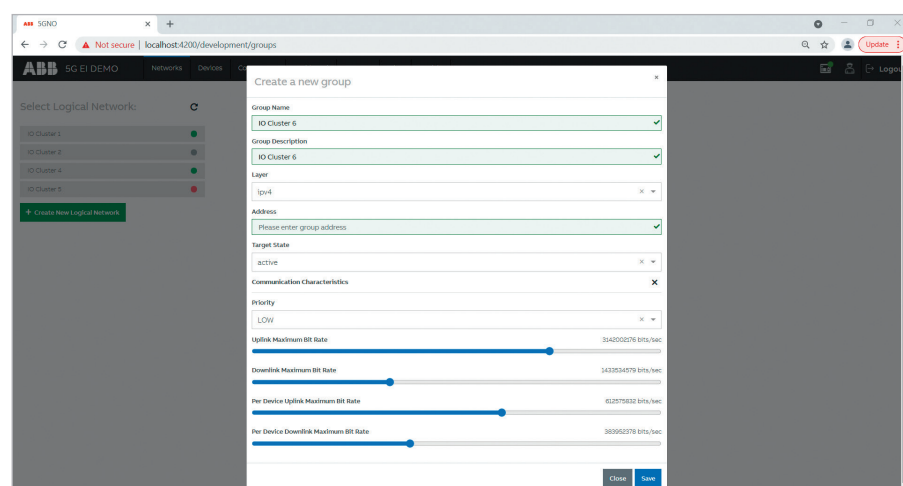 ABB 5GNO × +
Not secure | localhost:4200/development/groups Update
ABB 5G EI DEMO Networks Devices Co Logou
Create a new group ×
Select Logical Network:
Group Name
IO Cluster 1
IO Cluster 6
Group Description
IO Cluster 2
IO Cluster 6
IO Cluster 4
Layer
IO Cluster 5
ipv4
+ Create New Logical Network
Address
Please enter group address
Target State
active
Communication Characteristics
Priority
LOW
Uplink Maximum Bit Rate 3142002176 bits/sec
Downlink Maximum Bit Rate 1433534579 bits/sec
Per Device Uplink Maximum Bit Rate 612575832 bits/sec
Per Device Downlink Maximum Bit Rate 383952378 bits/sec
Close Save